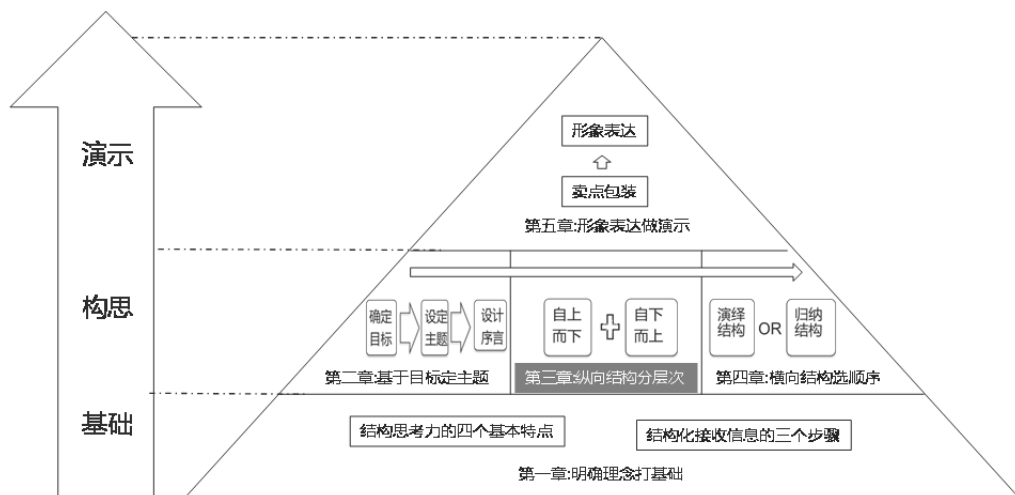 演示
形象表达
卖点包装
第五章:形象表达做演示
构思
确定
目标
设定
主题
设计
序言
自上
而下
自下
而上
演绎
结构
OR
归纳
结构
第二章:基于目标定主题
第三章:纵向结构分层次
第四章:横向结构选顺序
基础
结构思考力的四个基本特点
结构化接收信息的三个步骤
第一章:明确理念打基础